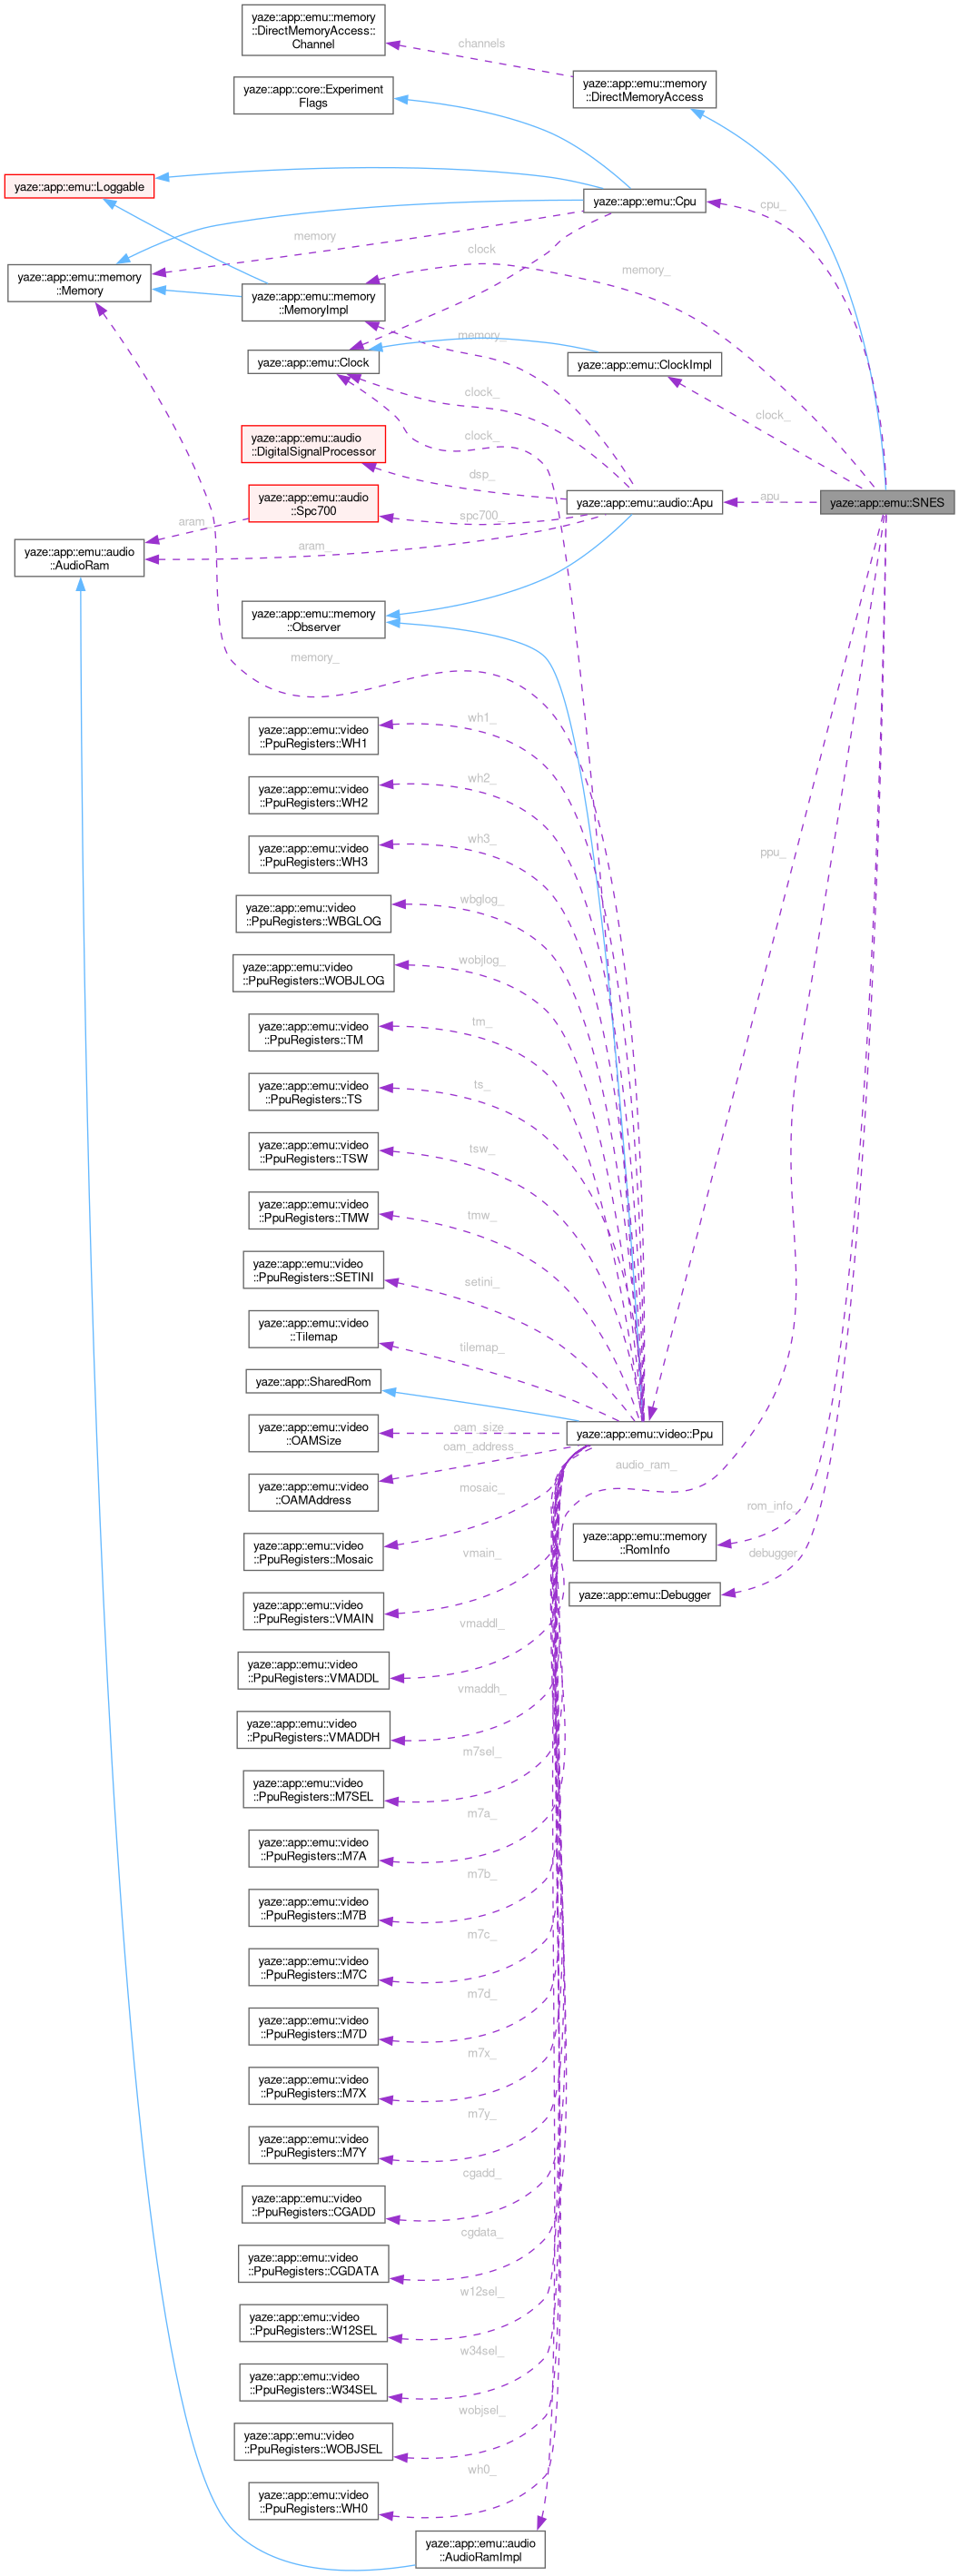 yaze::app::emu::memory
::DirectMemoryAccess::
Channel
channels
yaze::app::emu::memory
::DirectMemoryAccess
yaze::app::core::Experiment
Flags
yaze::app::emu::Loggable
yaze::app::emu::Cpu
cpu_
memory
clock
memory_
yaze::app::emu::memory
::Memory
yaze::app::emu::memory
::MemoryImpl
memory_
yaze::app::emu::Clock
yaze::app::emu::ClockImpl
clock_
clock_
clock_
yaze::app::emu::audio
::DigitalSignalProcessor
dsp_
yaze::app::emu::audio
::Spc700
spc700_
yaze::app::emu::audio::Apu
apu_
yaze::app::emu::SNES
aram_
aram_
yaze::app::emu::audio
::AudioRam
yaze::app::emu::memory
::Observer
memory_
yaze::app::emu::video
::PpuRegisters::WH1
wh1_
yaze::app::emu::video
::PpuRegisters::WH2
wh2_
yaze::app::emu::video
::PpuRegisters::WH3
wh3_
ppu_
yaze::app::emu::video
::PpuRegisters::WBGLOG
wbglog_
yaze::app::emu::video
::PpuRegisters::WOBJLOG
wobjlog_
yaze::app::emu::video
::PpuRegisters::TM
tm_
yaze::app::emu::video
::PpuRegisters::TS
ts_
yaze::app::emu::video
::PpuRegisters::TSW
tsw_
yaze::app::emu::video
::PpuRegisters::TMW
tmw_
yaze::app::emu::video
::PpuRegisters::SETINI
setini_
yaze::app::emu::video
::Tilemap
tilemap_
yaze::app::SharedRom
yaze::app::emu::video
::OAMSize
oam_size_
yaze::app::emu::video::Ppu
oam_address_
yaze::app::emu::video
::OAMAddress
audio_ram_
mosaic_
rom_info_
yaze::app::emu::video
::PpuRegisters::Mosaic
yaze::app::emu::memory
::RomInfo
vmain_
debugger_
yaze::app::emu::video
::PpuRegisters::VMAIN
yaze::app::emu::Debugger
vmaddl_
yaze::app::emu::video
::PpuRegisters::VMADDL
vmaddh_
yaze::app::emu::video
::PpuRegisters::VMADDH
m7sel_
yaze::app::emu::video
::PpuRegisters::M7SEL
m7a_
yaze::app::emu::video
::PpuRegisters::M7A
m7b_
yaze::app::emu::video
::PpuRegisters::M7B
m7c_
yaze::app::emu::video
::PpuRegisters::M7C
m7d_
yaze::app::emu::video
::PpuRegisters::M7D
m7x_
yaze::app::emu::video
::PpuRegisters::M7X
m7y_
yaze::app::emu::video
::PpuRegisters::M7Y
cgadd_
yaze::app::emu::video
::PpuRegisters::CGADD
cgdata_
yaze::app::emu::video
::PpuRegisters::CGDATA
w12sel_
yaze::app::emu::video
::PpuRegisters::W12SEL
w34sel_
yaze::app::emu::video
::PpuRegisters::W34SEL
wobjsel_
yaze::app::emu::video
::PpuRegisters::WOBJSEL
wh0_
yaze::app::emu::video
::PpuRegisters::WH0
yaze::app::emu::audio
::AudioRamImpl